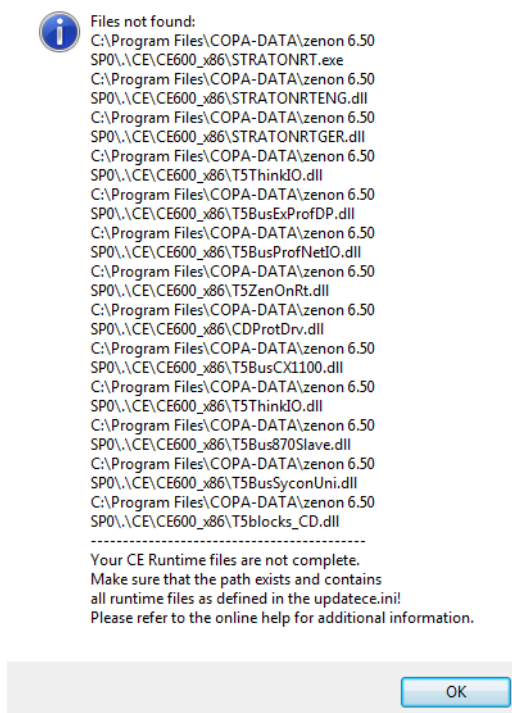 Files not found:
C:\Program Files\COPA-DATA\zenon 6.50
SP0\.\CE\CE600_x86\STRATONRT.exe
C:\Program Files\COPA-DATA\zenon 6.50
SP0\.\CE\CE600_x86\STRATONRTENG.dll
C:\Program Files\COPA-DATA\zenon 6.50
SP0\.\CE\CE600_x86\STRATONRTGER.dll
C:\Program Files\COPA-DATA\zenon 6.50
SP0\.\CE\CE600_x86\T5ThinkIO.dll
C:\Program Files\COPA-DATA\zenon 6.50
SP0\.\CE\CE600_x86\T5BusExProfDP.dll
C:\Program Files\COPA-DATA\zenon 6.50
SP0\.\CE\CE600_x86\T5BusProfNetIO.dll
C:\Program Files\COPA-DATA\zenon 6.50
SP0\.\CE\CE600_x86\T5ZenOnRt.dll
C:\Program Files\COPA-DATA\zenon 6.50
SP0\.\CE\CE600_x86\CDProtDrv.dll
C:\Program Files\COPA-DATA\zenon 6.50
SP0\.\CE\CE600_x86\T5BusCX1100.dll
C:\Program Files\COPA-DATA\zenon 6.50
SP0\.\CE\CE600_x86\T5ThinkIO.dll
C:\Program Files\COPA-DATA\zenon 6.50
SP0\.\CE\CE600_x86\T5Bus870Slave.dll
C:\Program Files\COPA-DATA\zenon 6.50
SP0\.\CE\CE600_x86\T5BusSyconUni.dll
C:\Program Files\COPA-DATA\zenon 6.50
SP0\.\CE\CE600_x86\T5blocks_CD.dll
-------------------------------------------
Your CE Runtime files are not complete.
Make sure that the path exists and contains
all runtime files as defined in the updatece.ini!
Please refer to the online help for additional information.
OK